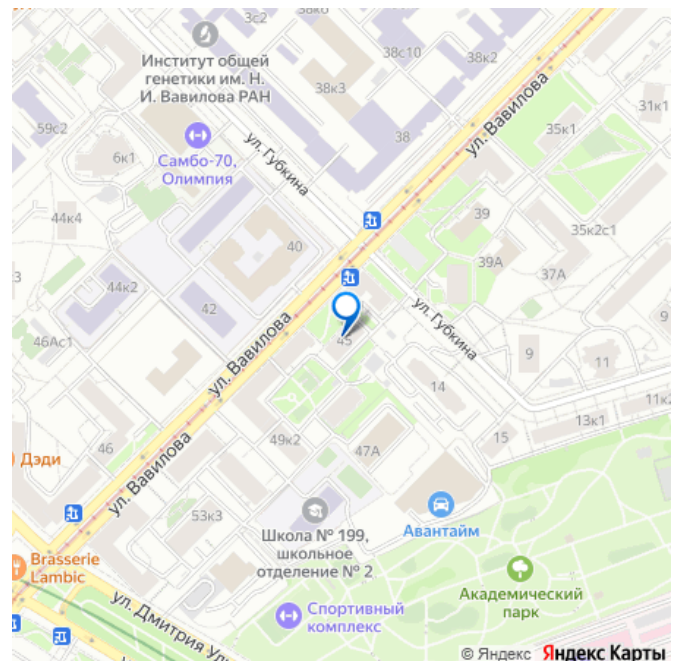 3с2
38к6
38с10
38к2
Институт общей
генетики им. Н.
И. Вавилова РАН
38к3
ул. Вавилова
31к1
59с2
38
35к1
6к1
Самбо-70,
Олимпия
ул. Губкина
44к4
39
35к2с1
40
39А
37А
3
44к2
42
ул. Губкина
9
46Ас1
ул. Вавилова
45
9
11
14
11к2
13к1
46
49к2
15
Дэди
47А
ул. Вавилова
53к3
Школа № 199,
школьное
отделение № 2
Авантайм
Brasserie
Lambic
Академический
парк
ул. Дмитрия Ул
Спортивный
комплекс
© Яндекс Яндекс Карты